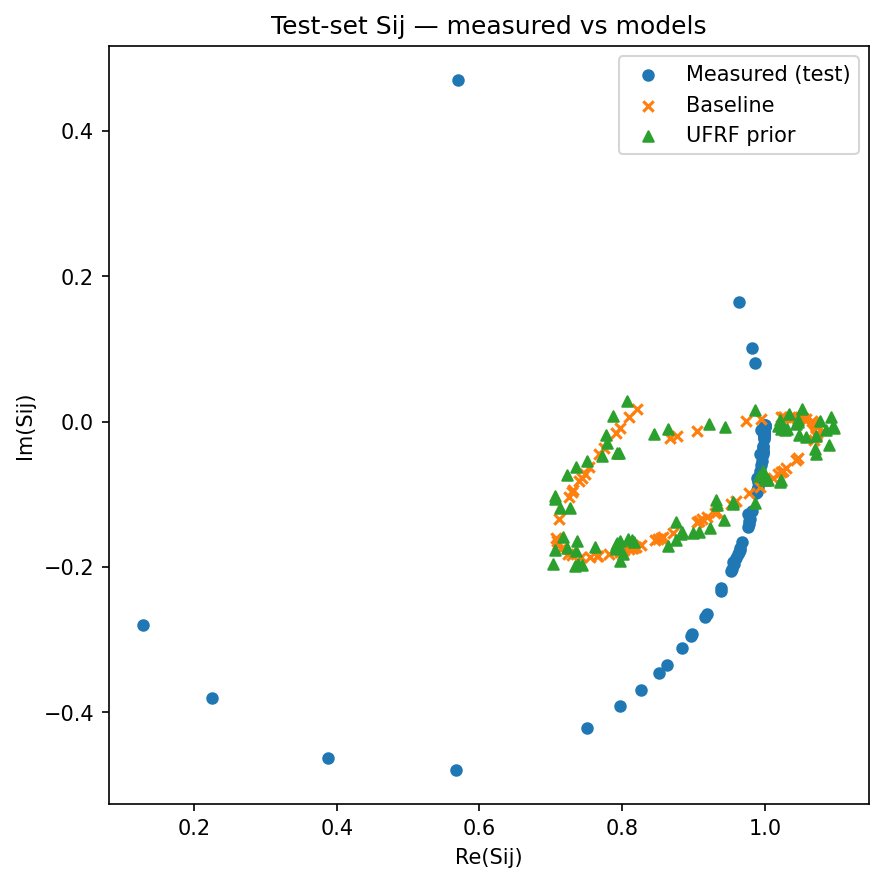 Test-set Sij — measured vs models
Measured (test)
Baseline
UFRF prior
0.4
0.2
0.0
−0.2
−0.4
Im(Sij)
0.2
0.4
0.6
0.8
1.0
Re(Sij)